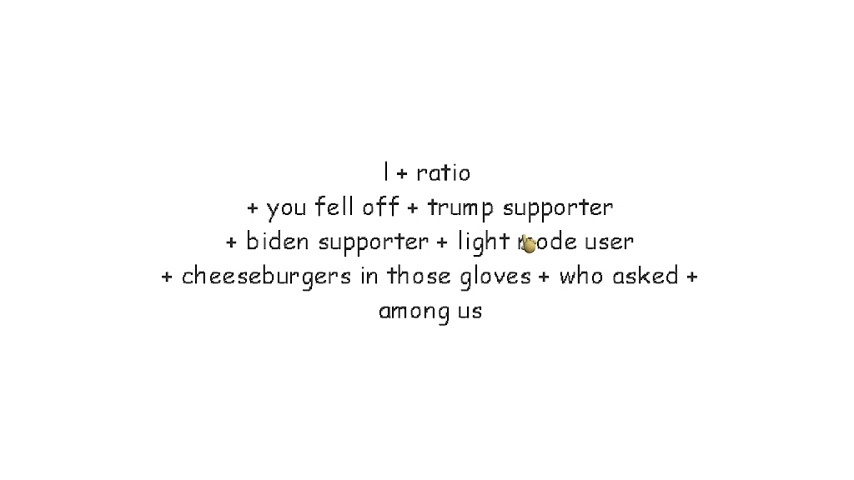 l + ratio
+ you fell off + trump supporter
+ biden supporter + light mode user
+ cheeseburgers in those gloves + who asked +
among us